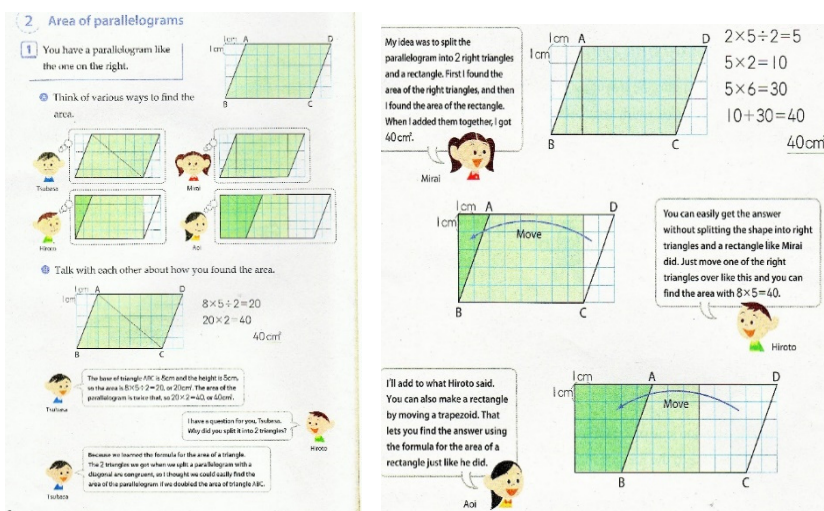 2 Area of parallelograms
1 You have a parallelogram like
the one on the right.
1cm A D
1cm
B C
A Think of various ways to find the
area.
Tsubasa
Mirai
Hiroto
Aoi
B Talk with each other about how you found the area.
1cm A D
1cm
B C
8×5÷2=20
20×2=40
40cm²
The base of triangle ABC is 8cm and the height is 5cm,
so the area is 8×5÷2=20, or 20cm². The area of the
parallelogram is twice that, so 20×2=40, or 40cm².
Tsubasa
I have a question for you, Tsubasa.
Why did you split it into 2 triangles?
Hiroto
Because we learned the formula for the area of a triangle.
The 2 triangles we get when we split a parallelogram with a
diagonal are congruent, so I thought we could easily find the
area of the parallelogram if we doubled the area of triangle ABC.
Tsubasa
My idea was to split the
parallelogram into 2 right triangles
and a rectangle. First I found the
area of the right triangles, and then
I found the area of the rectangle.
When I added them together, I got
40cm².
Mirai
1cm A D
1cm
B C
2×5÷2=5
5×2=10
5×6=30
10+30=40
40cm²
1cm A D
1cm
Move
B C
You can easily get the answer
without splitting the shape into right
triangles and a rectangle like Mirai
did. Just move one of the right
triangles over like this and you can
find the area with 8×5=40.
Hiroto
I'll add to what Hiroto said.
You can also make a rectangle
by moving a trapezoid. That
lets you find the answer using
the formula for the area of a
rectangle just like he did.
Aoi
1cm A D
1cm
Move
B C